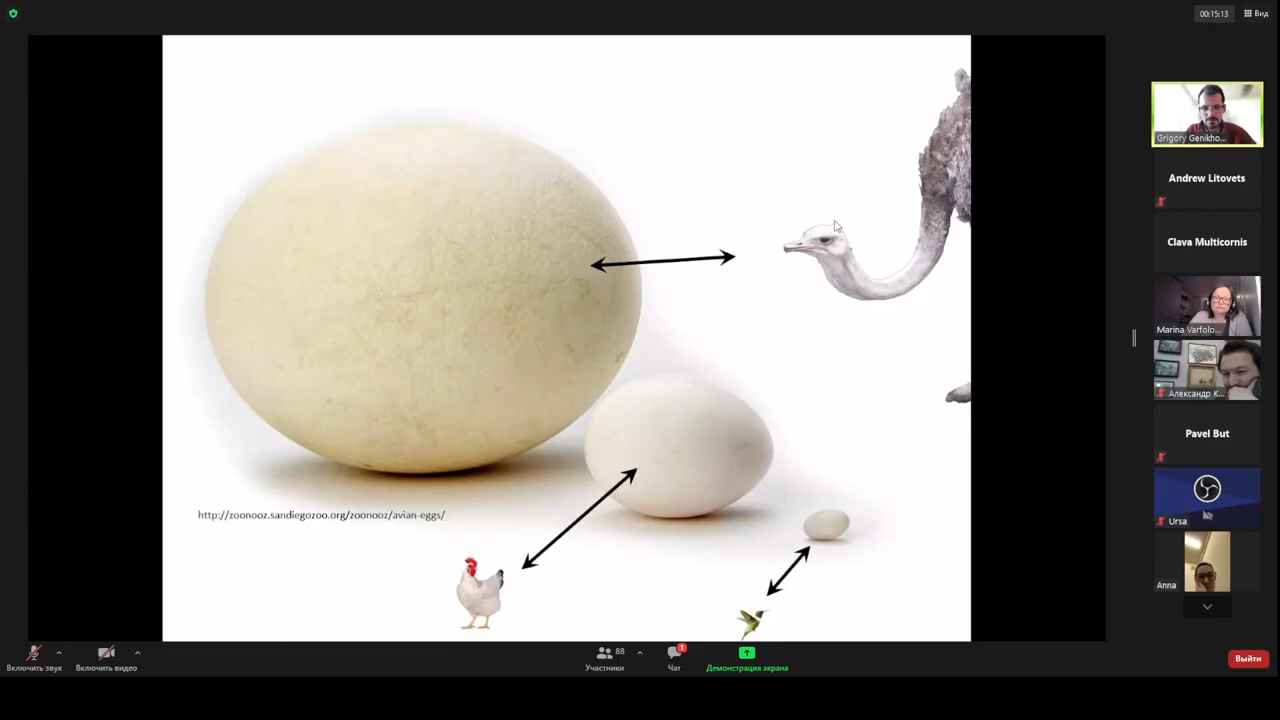 00:15:13
Вид
Grigory Genikho...
Andrew Litovets
Clava Multicornis
Marina Varfolo...
Александр К...
Pavel But
Ursa
Anna
http://zoonooz.sandiegozoo.org/zoonooz/avian-eggs/
Включить звук
Включить видео
88
Участники
1
Чат
Демонстрация экрана
Выйти